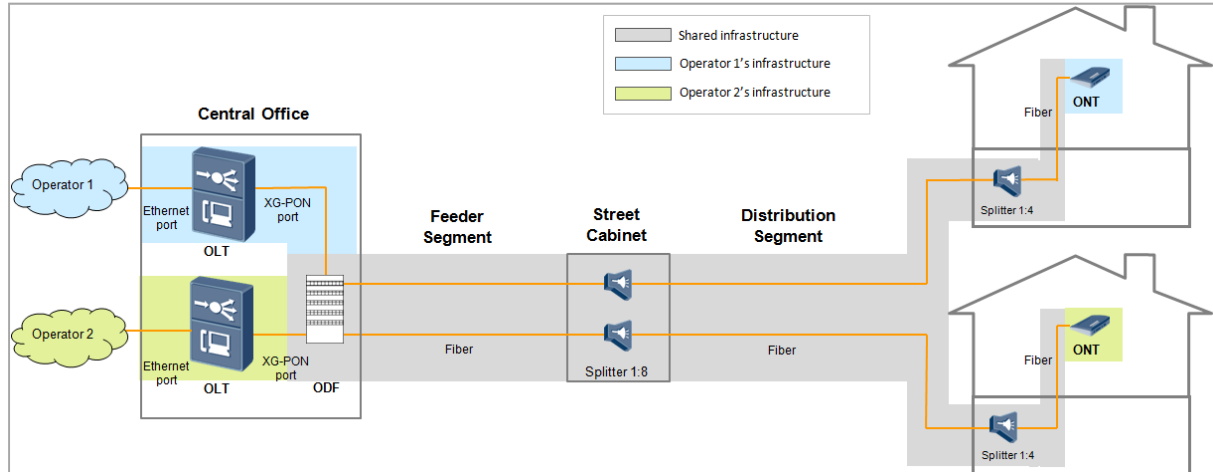 Shared infrastructure
Operator 1's infrastructure
Operator 2's infrastructure
Central Office
Operator 1
Ethernet
port
XG-PON
port
OLT
Feeder
Segment
Street
Cabinet
Distribution
Segment
Fiber
ONT
Splitter 1:4
Operator 2
Ethernet
port
XG-PON
port
OLT
ODF
Fiber
Splitter 1:8
Fiber
Fiber
ONT
Splitter 1:4